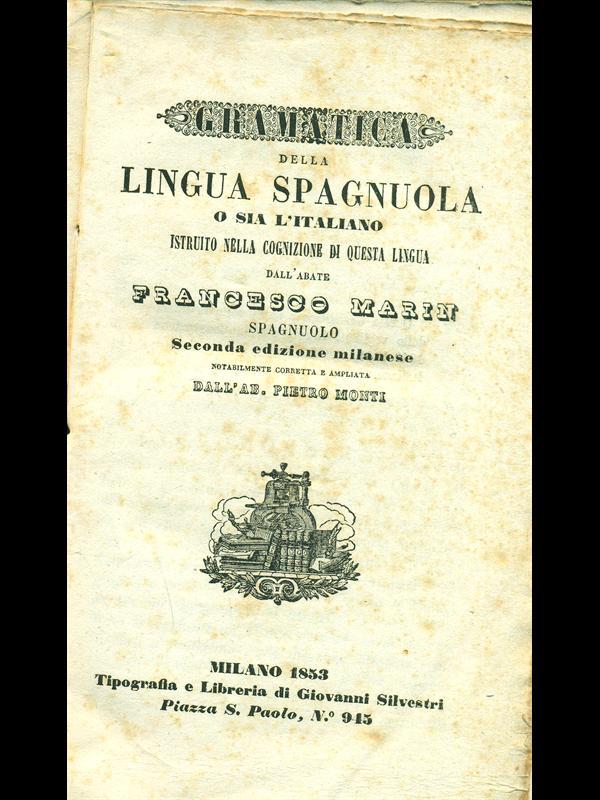 GRAMATICA
DELLA
LINGUA SPAGNUOLA
O SIA L'ITALIANO
ISTRUITO NELLA COGNIZIONE DI QUESTA LINGUA
DALL'ABATE
FRANCESCO MARIN
SPAGNUOLO
Seconda edizione milanese
NOTABILMENTE CORRETTA E AMPLIATA
DALL'AB. PIETRO MONTI
MILANO 1853
Tipografia e Libreria di Giovanni Silvestri
Piazza S. Paolo, N.º 945